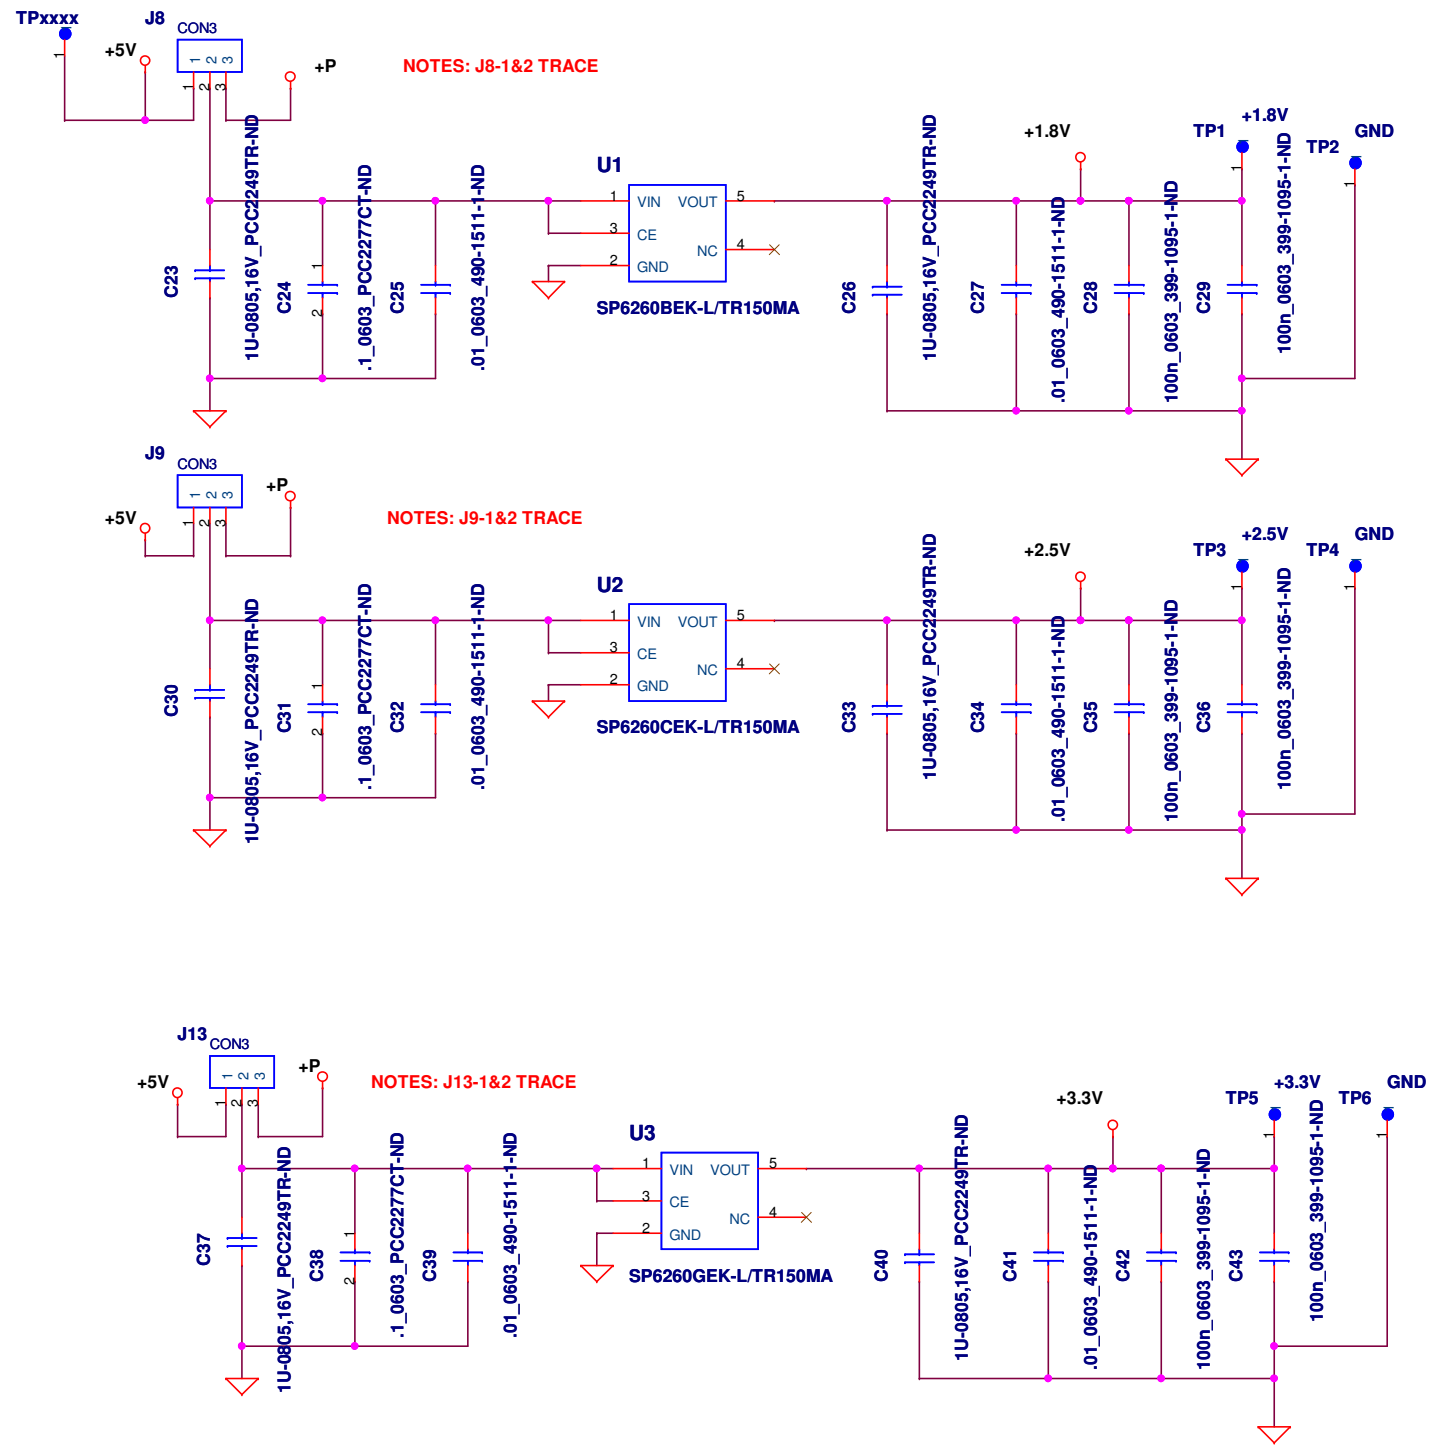 TPxxxx
J8
CON3
+5V
1 2 3
+P
NOTES: J8-1&2 TRACE
1
1
2
3
C23
1U-0805,16V_PCC2249TR-ND
C24
1
2
.1_0603_PCC2277CT-ND
C25
.01_0603_490-1511-1-ND
U1
1
VIN
VOUT
5
3
CE
NC
4
2
GND
SP6260BEK-L/TR150MA
C26
1U-0805,16V_PCC2249TR-ND
C27
.01_0603_490-1511-1-ND
+1.8V
C28
100n_0603_399-1095-1-ND
TP1
+1.8V
1
C29
100n_0603_399-1095-1-ND
TP2
GND
1
J9
CON3
1 2 3
+5V
+P
NOTES: J9-1&2 TRACE
1
2
3
C30
1U-0805,16V_PCC2249TR-ND
C31
1
2
.1_0603_PCC2277CT-ND
C32
.01_0603_490-1511-1-ND
U2
1
VIN
VOUT
5
3
CE
NC
4
2
GND
SP6260CEK-L/TR150MA
C33
1U-0805,16V_PCC2249TR-ND
C34
.01_0603_490-1511-1-ND
+2.5V
C35
100n_0603_399-1095-1-ND
TP3
+2.5V
1
C36
100n_0603_399-1095-1-ND
TP4
GND
1
J13
CON3
1 2 3
+5V
+P
NOTES: J13-1&2 TRACE
1
2
3
C37
1U-0805,16V_PCC2249TR-ND
C38
1
2
.1_0603_PCC2277CT-ND
C39
.01_0603_490-1511-1-ND
U3
1
VIN
VOUT
5
3
CE
NC
4
2
GND
SP6260GEK-L/TR150MA
C40
1U-0805,16V_PCC2249TR-ND
C41
.01_0603_490-1511-1-ND
+3.3V
C42
100n_0603_399-1095-1-ND
TP5
+3.3V
1
C43
100n_0603_399-1095-1-ND
TP6
GND
1